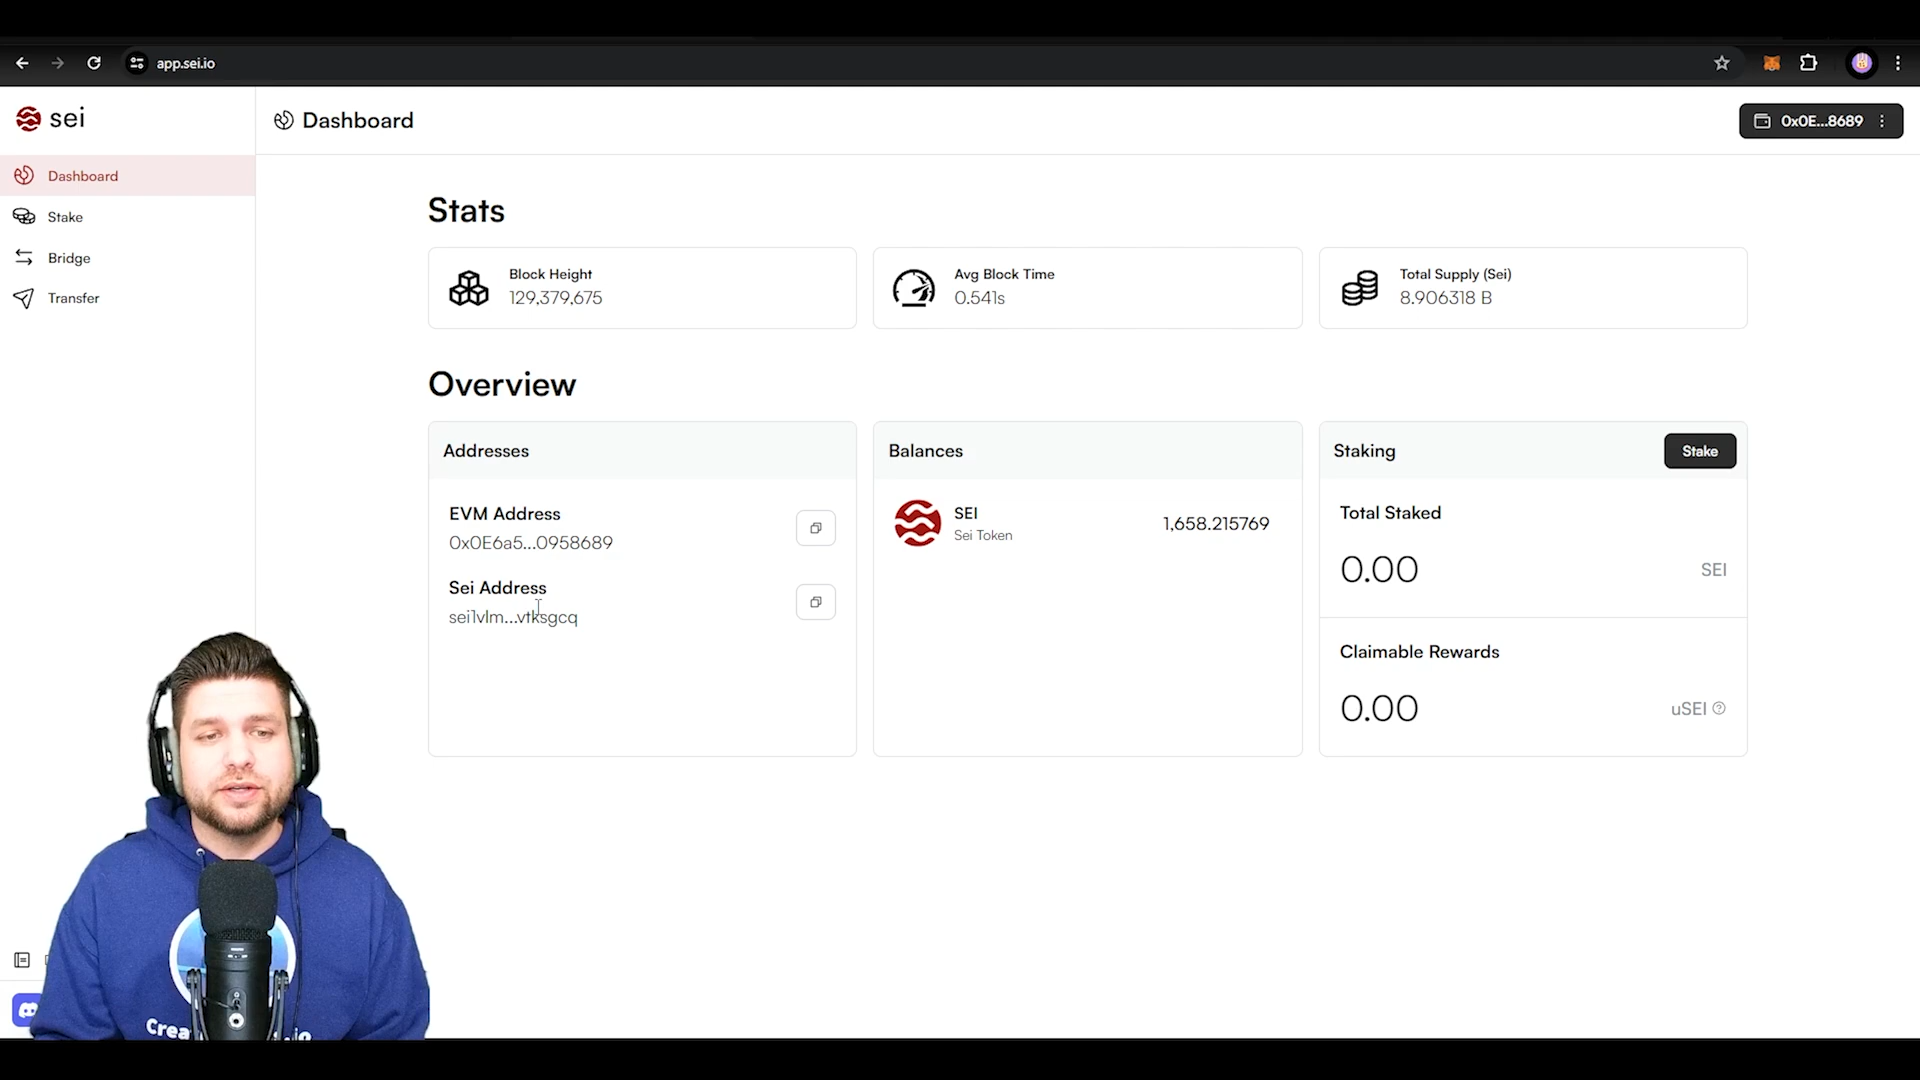 app.sei.io
sei
Dashboard
0x0E...8689
Dashboard
Stake
Bridge
Transfer
Stats
Block Height
129,379,675
Avg Block Time
0.541s
Total Supply (Sei)
8.906318 B
Overview
Addresses
EVM Address
0x0E6a5...0958689
Sei Address
sei1vlm...vtksgcq
Balances
SEI
Sei Token
1,658.215769
Staking
Stake
Total Staked
0.00
SEI
Claimable Rewards
0.00
uSEI